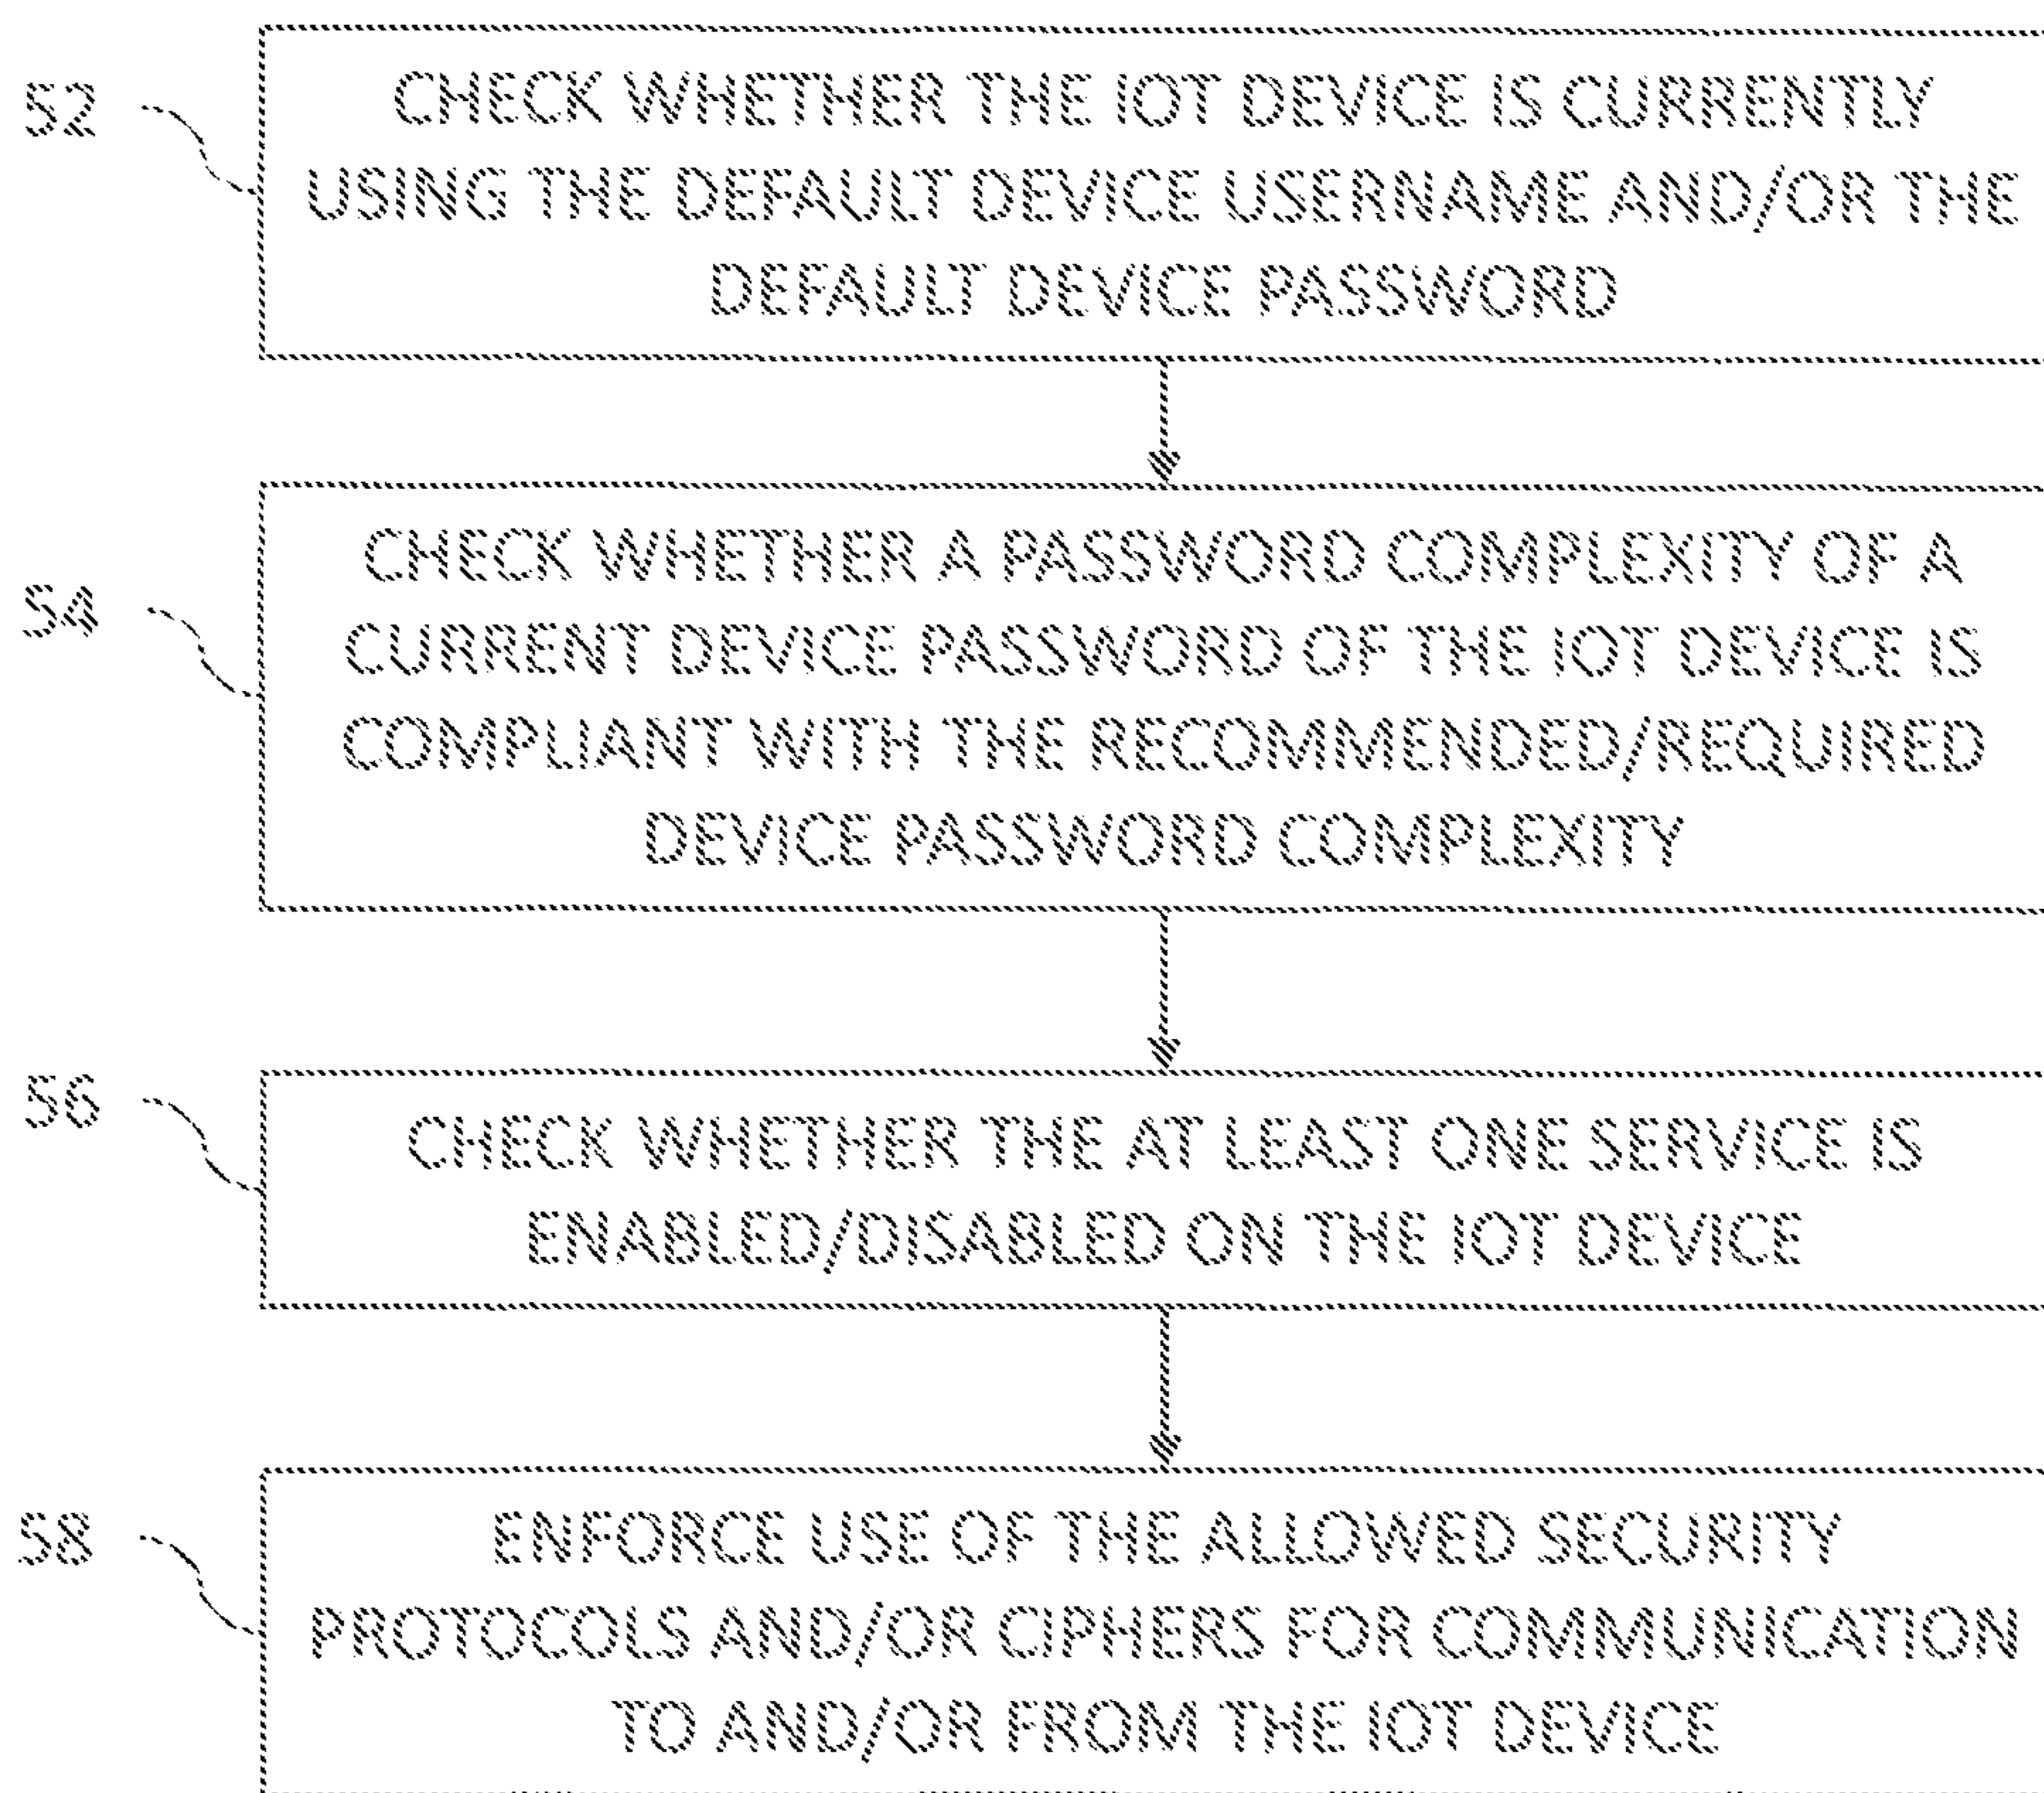 52
CHECK WHETHER THE IOT DEVICE IS CURRENTLY
USING THE DEFAULT DEVICE USERNAME AND/OR THE
DEFAULT DEVICE PASSWORD
54
CHECK WHETHER A PASSWORD COMPLEXITY OF A
CURRENT DEVICE PASSWORD OF THE IOT DEVICE IS
COMPLIANT WITH THE RECOMMENDED/REQUIRED
DEVICE PASSWORD COMPLEXITY
56
CHECK WHETHER THE AT LEAST ONE SERVICE IS
ENABLED/DISABLED ON THE IOT DEVICE
58
ENFORCE USE OF THE ALLOWED SECURITY
PROTOCOLS AND/OR CIPHERS FOR COMMUNICATION
TO AND/OR FROM THE IOT DEVICE